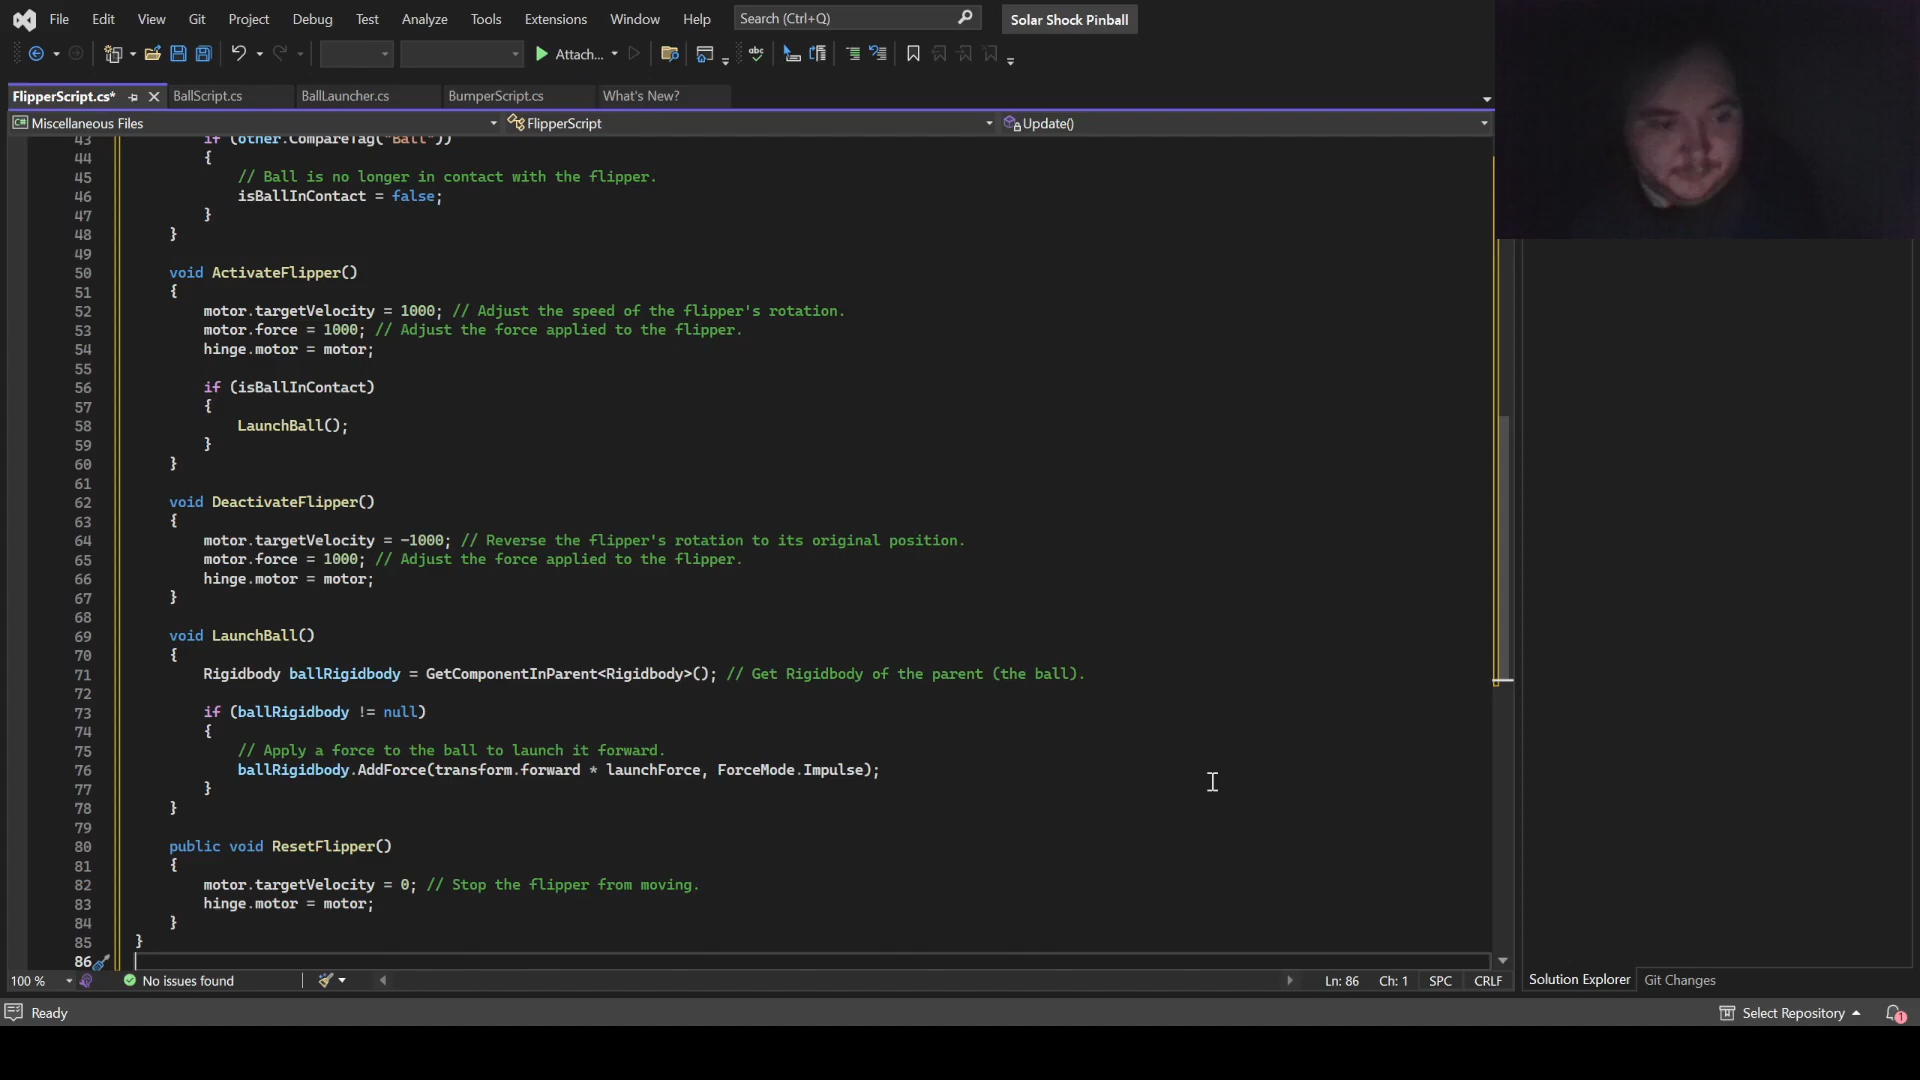 File Edit View Git Project Debug Test Analyze Tools Extensions Window Help Search (Ctrl+Q) Solar Shock Pinball
Attach...
FlipperScript.cs* BallScript.cs BallLauncher.cs BumperScript.cs What's New?
Miscellaneous Files FlipperScript Update()
43 if (other.CompareTag("Ball"))
44 {
45 // Ball is no longer in contact with the flipper.
46 isBallInContact = false;
47 }
48 }
49
50 void ActivateFlipper()
51 {
52 motor.targetVelocity = 1000; // Adjust the speed of the flipper's rotation.
53 motor.force = 1000; // Adjust the force applied to the flipper.
54 hinge.motor = motor;
55
56 if (isBallInContact)
57 {
58 LaunchBall();
59 }
60 }
61
62 void DeactivateFlipper()
63 {
64 motor.targetVelocity = -1000; // Reverse the flipper's rotation to its original position.
65 motor.force = 1000; // Adjust the force applied to the flipper.
66 hinge.motor = motor;
67 }
68
69 void LaunchBall()
70 {
71 Rigidbody ballRigidbody = GetComponentInParent<Rigidbody>(); // Get Rigidbody of the parent (the ball).
72
73 if (ballRigidbody != null)
74 {
75 // Apply a force to the ball to launch it forward.
76 ballRigidbody.AddForce(transform.forward * launchForce, ForceMode.Impulse);
77 }
78 }
79
80 public void ResetFlipper()
81 {
82 motor.targetVelocity = 0; // Stop the flipper from moving.
83 hinge.motor = motor;
84 }
85 }
86
100 % No issues found Ln: 86 Ch: 1 SPC CRLF
Solution Explorer Git Changes
Ready Select Repository 1